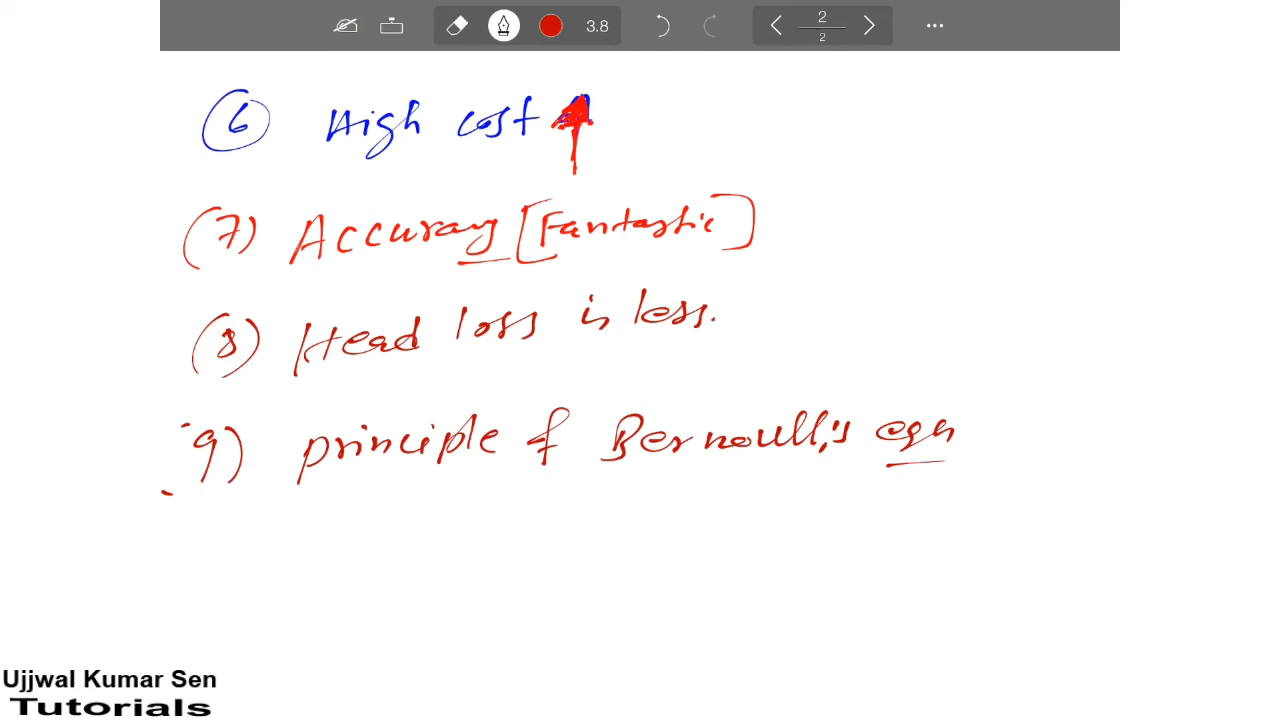 3.8
2
2
(6) High cost ↑
(7) Accuracy [Fantastic]
(8) Head loss is less.
9) principle of Bernoulli's eqn
Ujjwal Kumar Sen
Tutorials